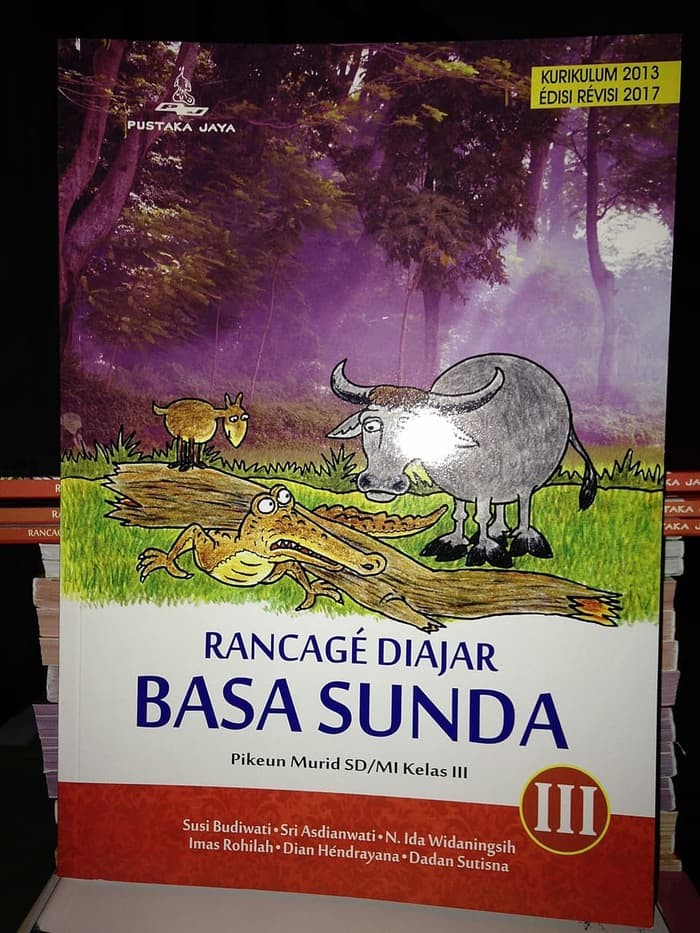 PUSTAKA JAYA
KURIKULUM 2013
ÉDISI RÉVISI 2017
RANCAGÉ DIAJAR
BASA SUNDA
Pikeun Murid SD/MI Kelas III
III
Susi Budiwati • Sri Asdianwati • N. Ida Widaningsih
Imas Rohilah • Dian Héndrayana • Dadan Sutisna
RANCAG